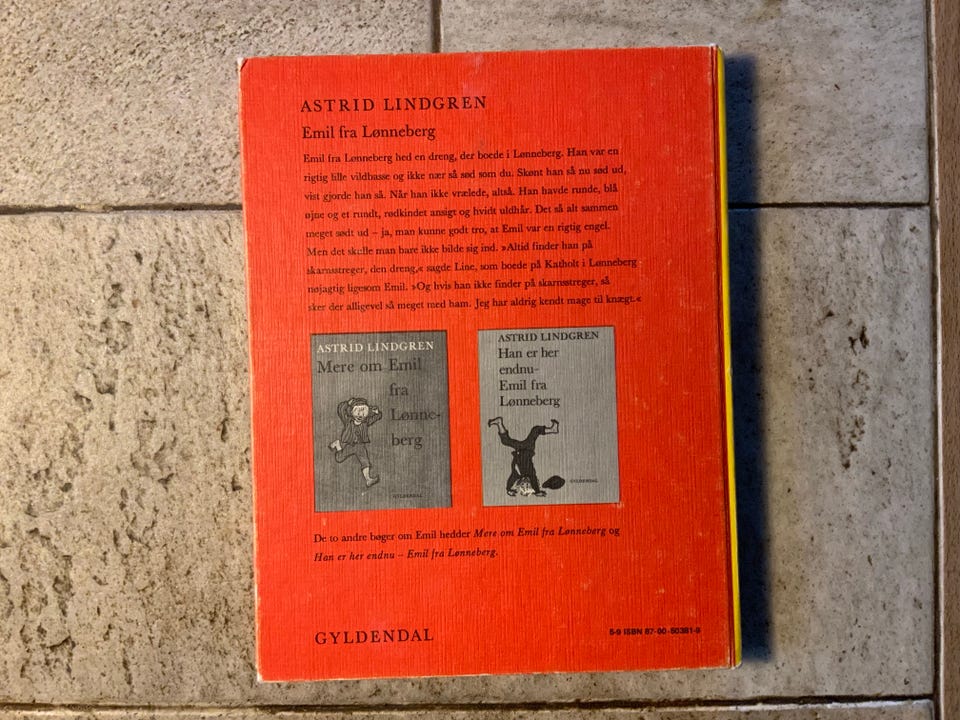 ASTRID LINDGREN
Emil fra Lønneberg
Emil fra Lønneberg hed en dreng, der boede i Lønneberg. Han var en
rigtig lille vildbasse og ikke nær så sød som du. Skønt han så nu sød ud,
vist gjorde han så. Når han ikke vrælede, altså. Han havde runde, blå
øjne og et rundt, rødkindet ansigt og hvidt uldhår. Det så alt sammen
meget sødt ud – ja, man kunne godt tro, at Emil var en rigtig engel.
Men det skulle man bare ikke bilde sig ind. »Altid finder han på
skarnsstreger, den dreng,« sagde Line, som boede på Katholt i Lønneberg
nøjagtig ligesom Emil. »Og hvis han ikke finder på skarnsstreger, så
sker der alligevel så meget med ham. Jeg har aldrig kendt mage til knægt.«
ASTRID LINDGREN
Mere om Emil
fra
Lønne-
berg
GYLDENDAL
ASTRID LINDGREN
Han er her
endnu–
Emil fra
Lønneberg
GYLDENDAL
De to andre bøger om Emil hedder Mere om Emil fra Lønneberg og
Han er her endnu – Emil fra Lønneberg.
GYLDENDAL
5-9 ISBN 87-00-50381-9